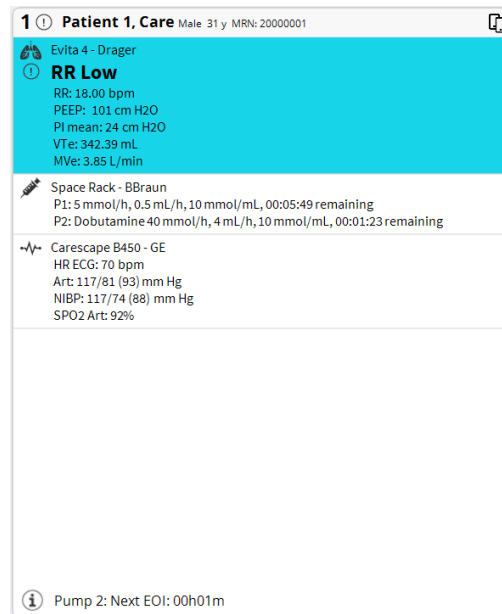 1 Patient 1, Care Male 31 y MRN: 20000001
Evita 4 - Drager
RR Low
RR: 18.00 bpm
PEEP: 101 cm H2O
PI mean: 24 cm H2O
VTe: 342.39 mL
MVe: 3.85 L/min
Space Rack - BBraun
P1: 5 mmol/h, 0.5 mL/h, 10 mmol/mL, 00:05:49 remaining
P2: Dobutamine 40 mmol/h, 4 mL/h, 10 mmol/mL, 00:01:23 remaining
Carescape B450 - GE
HR ECG: 70 bpm
Art: 117/81 (93) mm Hg
NIBP: 117/74 (88) mm Hg
SPO2 Art: 92%
Pump 2: Next EOI: 00h01m